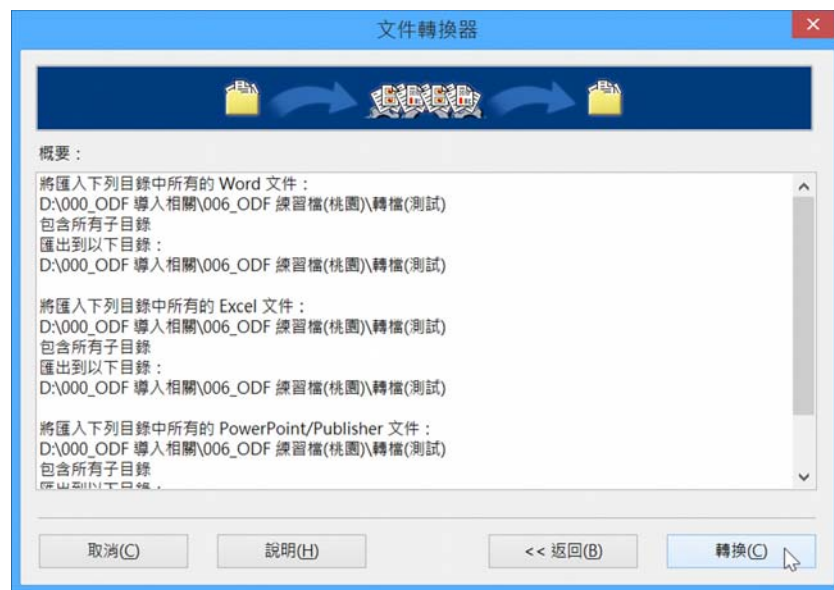 文件轉換器
概要：
將匯入下列目錄中所有的 Word 文件：
D:\000_ODF 導入相關\006_ODF 練習檔(桃園)\轉檔(測試)
包含所有子目錄
匯出到以下目錄：
D:\000_ODF 導入相關\006_ODF 練習檔(桃園)\轉檔(測試)
將匯入下列目錄中所有的 Excel 文件：
D:\000_ODF 導入相關\006_ODF 練習檔(桃園)\轉檔(測試)
包含所有子目錄
匯出到以下目錄：
D:\000_ODF 導入相關\006_ODF 練習檔(桃園)\轉檔(測試)
將匯入下列目錄中所有的 PowerPoint/Publisher 文件：
D:\000_ODF 導入相關\006_ODF 練習檔(桃園)\轉檔(測試)
包含所有子目錄
匯出到以下目錄：
取消(C) 說明(H) << 返回(B) 轉換(C)